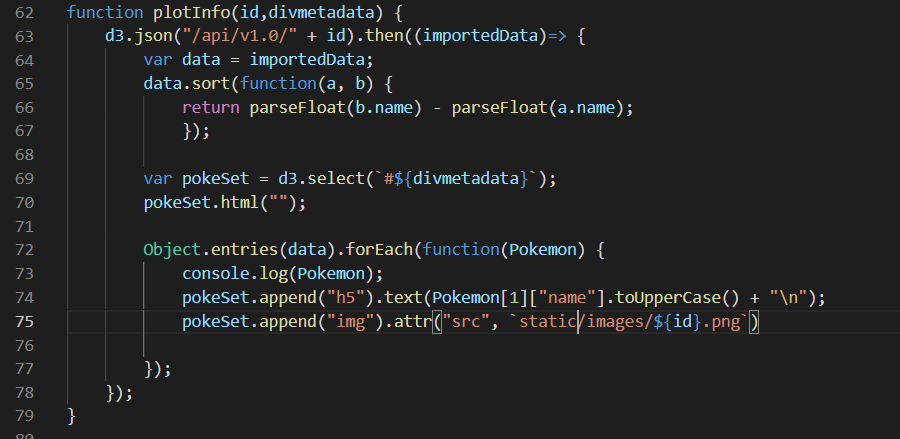 62 function plotInfo(id,divmetadata) {
63     d3.json("/api/v1.0/" + id).then((importedData)=> {
64         var data = importedData;
65         data.sort(function(a, b) {
66             return parseFloat(b.name) - parseFloat(a.name);
67             });
68
69         var pokeSet = d3.select(`#${divmetadata}`);
70         pokeSet.html("");
71
72         Object.entries(data).forEach(function(Pokemon) {
73             console.log(Pokemon);
74             pokeSet.append("h5").text(Pokemon[1]["name"].toUpperCase() + "\n");
75             pokeSet.append("img").attr("src", `static/images/${id}.png`)
76
77         });
78     });
79 }